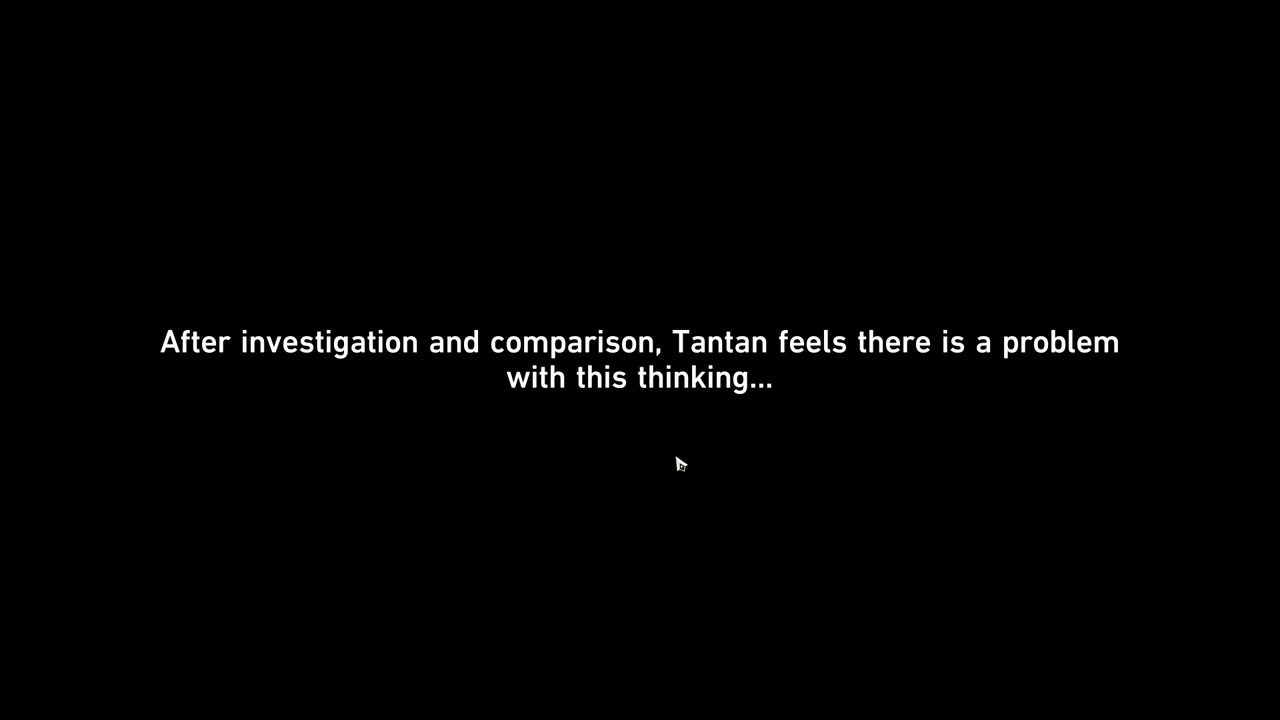 After investigation and comparison, Tantan feels there is a problem
with this thinking...